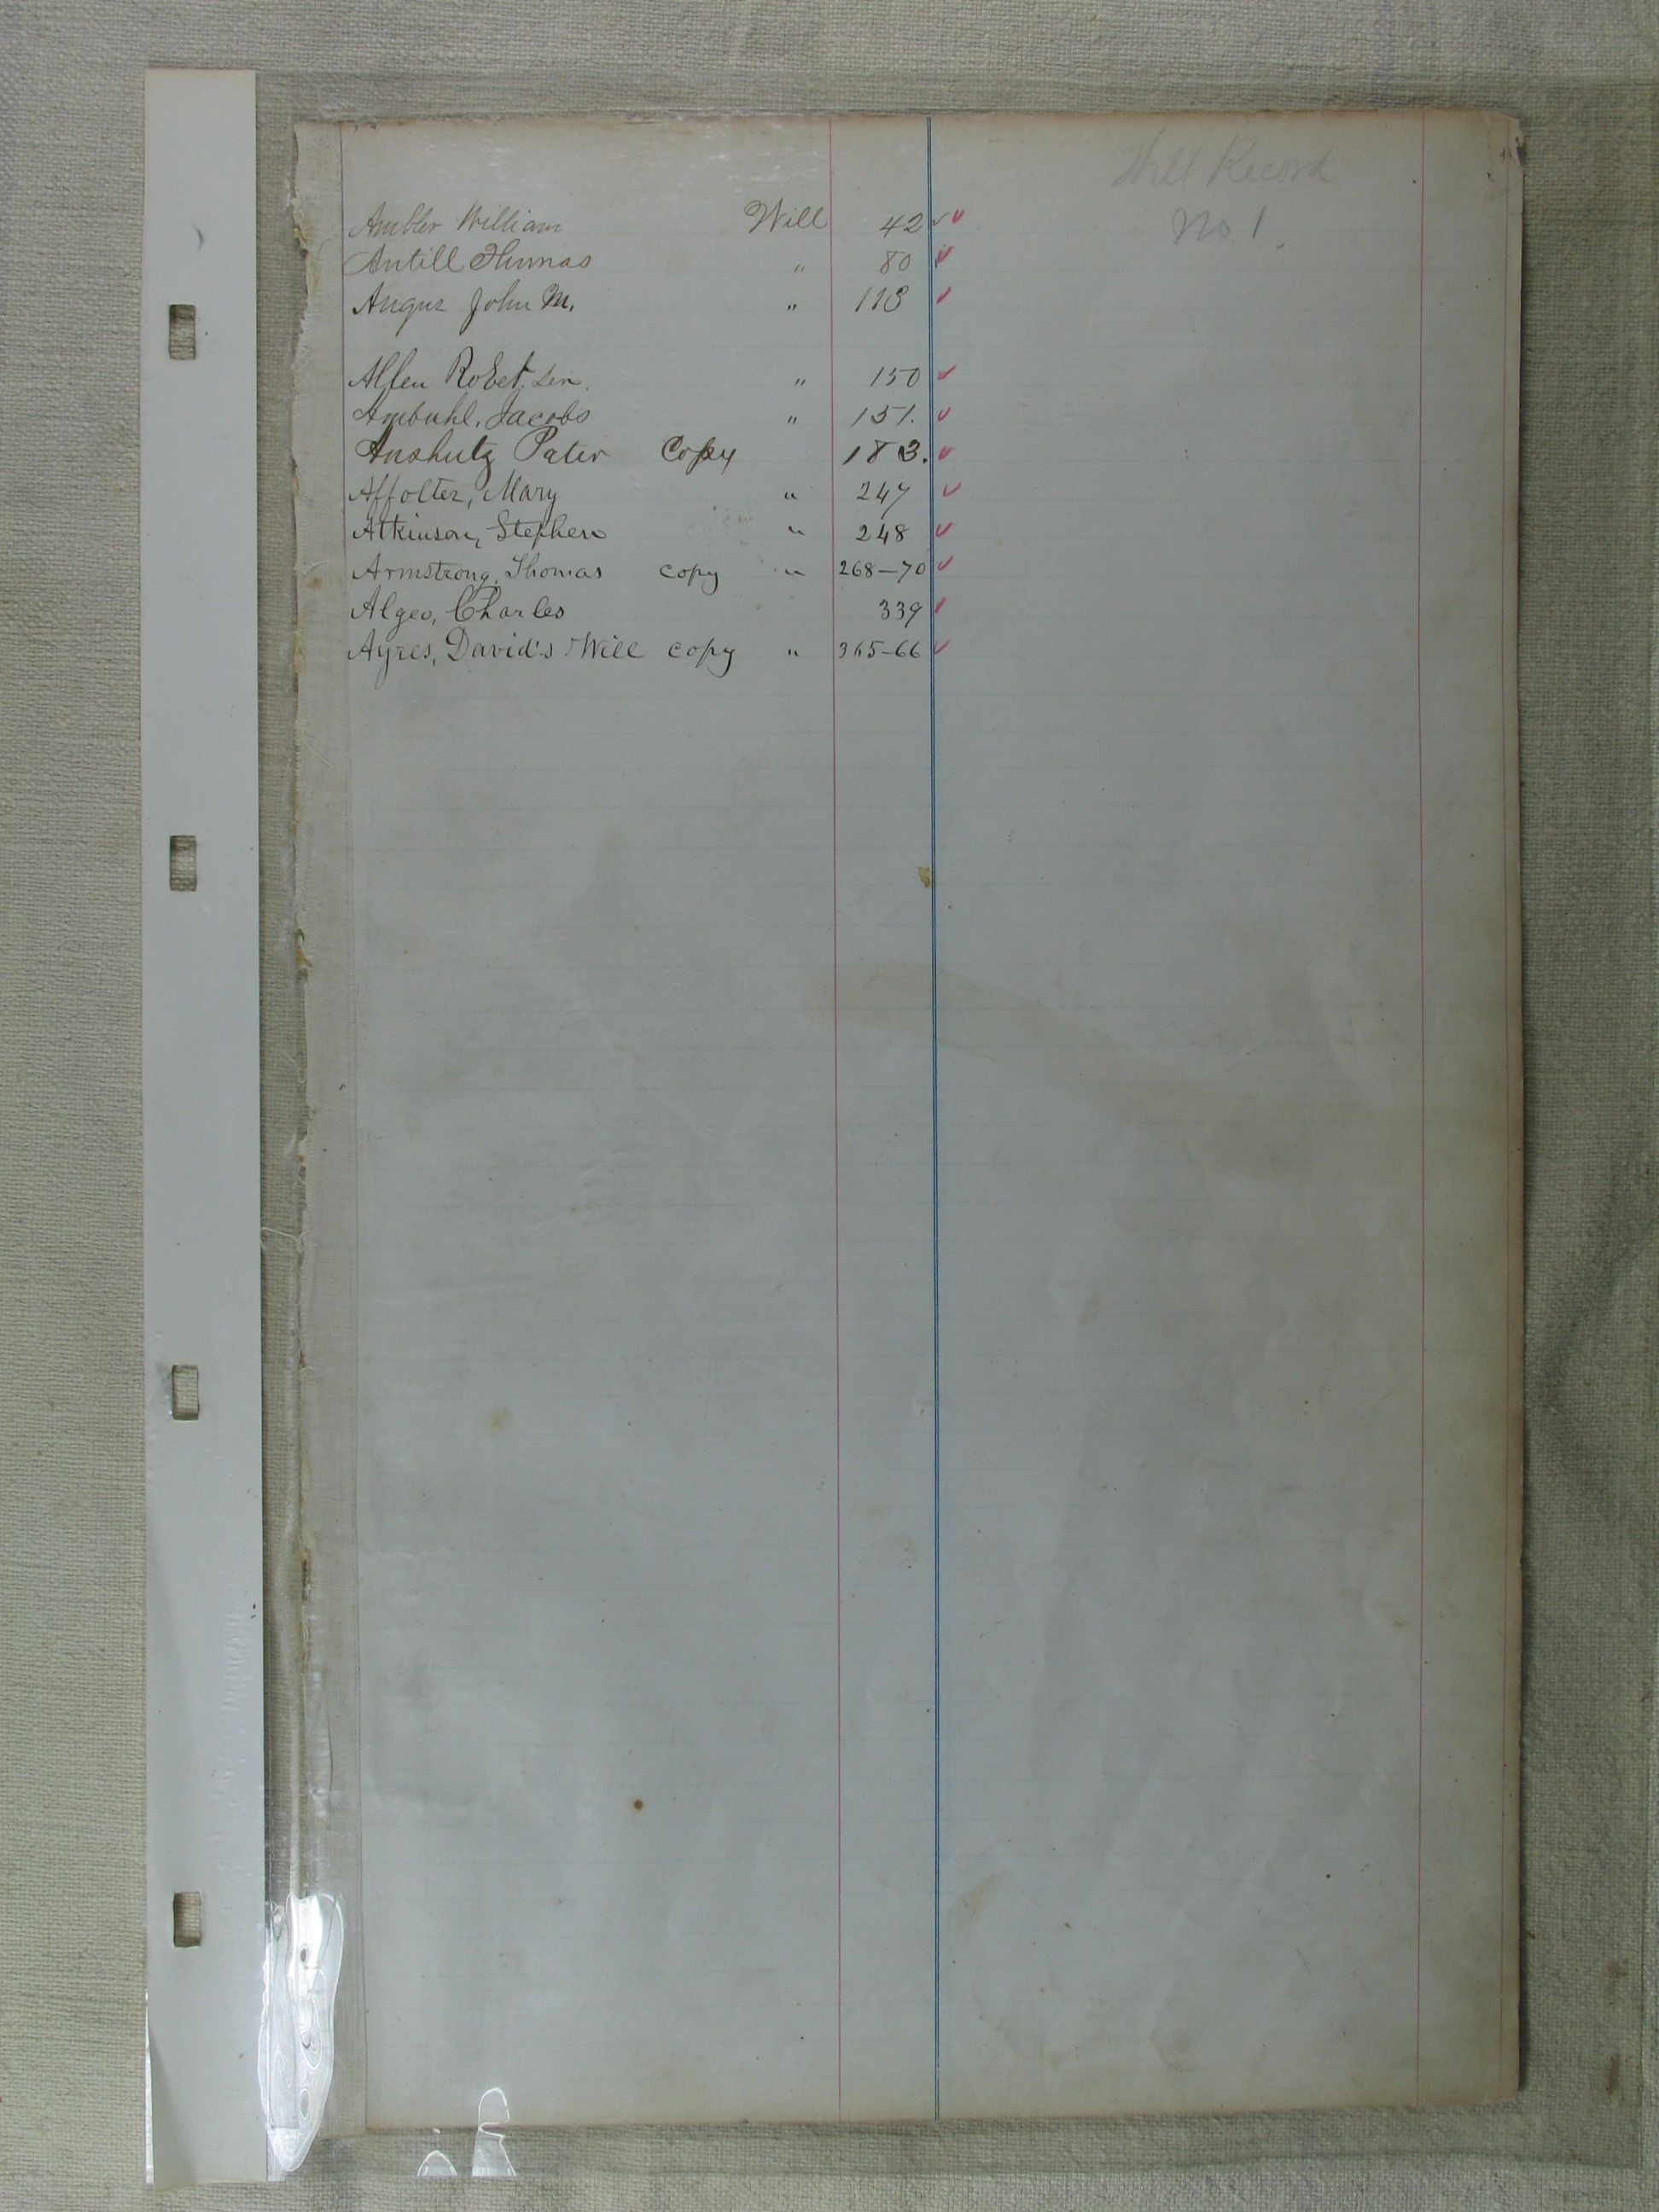 Will Record
No. 1.
Ambler William Will 42
Antill Thomas " 80
Angus John M. " 118
Allen Robet, Sen. " 150
Ambuhl, Jacobs " 151.
Anshutz Pater Copy 183.
Affolter, Mary " 247
Atkinson, Stephen " 248
Armstrong, Thomas copy " 268-70
Algeo, Charles 339
Ayres, David's Will copy " 365-66